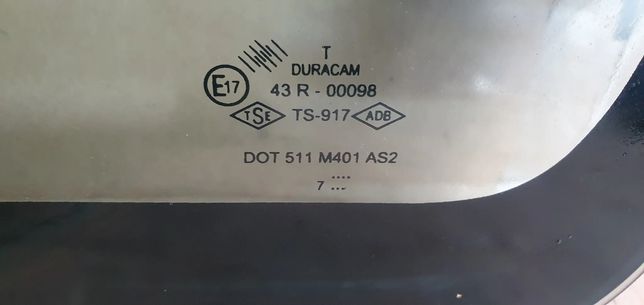 T
DURACAM
E17 43 R - 00098
TSE TS-917 ADB
DOT 511 M401 AS2
....
7 ...